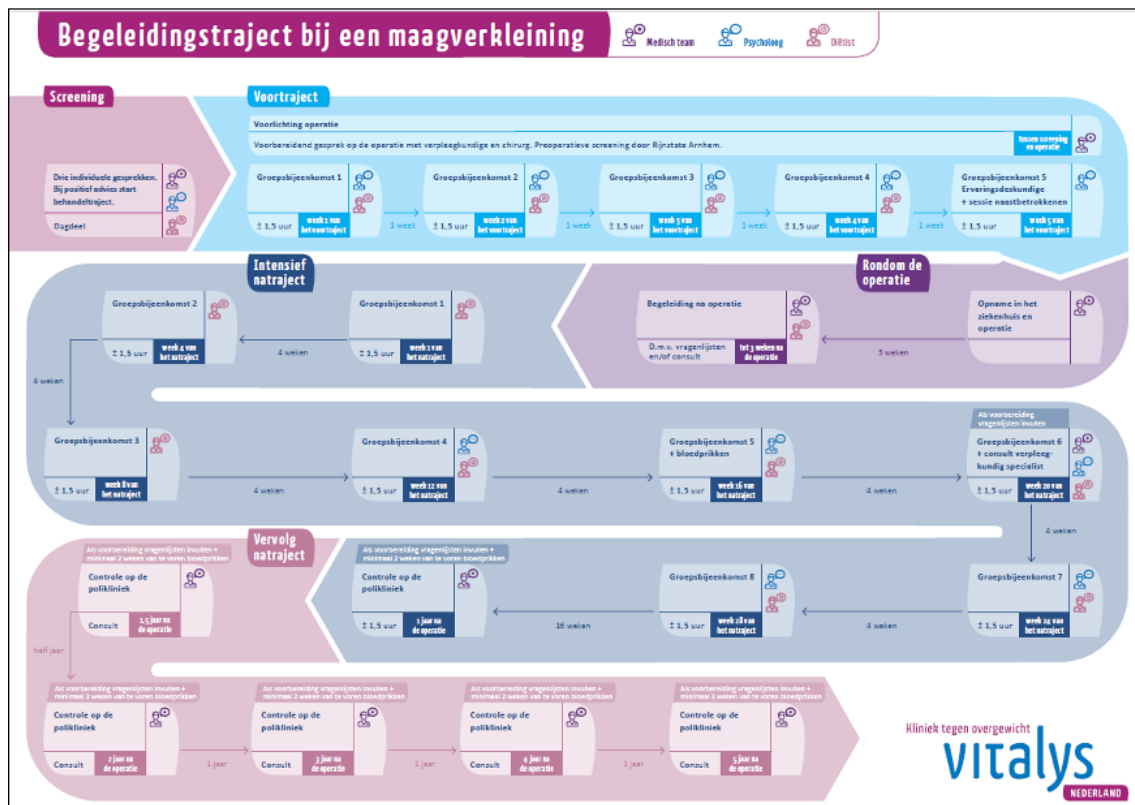 Begeleidingstraject bij een maagverkleining
Medisch team
Psycholoog
Diëtist
Screening
Drie individuele gesprekken.
Bij positief advies start
behandeltraject.
Dagdeel
Voortraject
Voorlichting operatie
Voorbereidend gesprek op de operatie met verpleegkundige en chirurg. Preoperatieve screening door Rijnstate Arnhem.
tussen screening
en operatie
Groepsbijeenkomst 1
± 1,5 uur
week 1 van
het voortraject
1 week
Groepsbijeenkomst 2
± 1,5 uur
week 2 van
het voortraject
1 week
Groepsbijeenkomst 3
± 1,5 uur
week 3 van
het voortraject
1 week
Groepsbijeenkomst 4
± 1,5 uur
week 4 van
het voortraject
1 week
Groepsbijeenkomst 5
Ervaringsdeskundige
+ sessie naastbetrokkenen
± 1,5 uur
week 5 van
het voortraject
Rondom de
operatie
Opname in het
ziekenhuis en
operatie
3 weken
Begeleiding na operatie
D.m.v. vragenlijsten
en/of consult
tot 3 weken na
de operatie
Intensief
natraject
Groepsbijeenkomst 1
± 1,5 uur
week 1 van
het natraject
4 weken
Groepsbijeenkomst 2
± 1,5 uur
week 4 van
het natraject
4 weken
Groepsbijeenkomst 3
± 1,5 uur
week 8 van
het natraject
4 weken
Groepsbijeenkomst 4
± 1,5 uur
week 12 van
het natraject
4 weken
Groepsbijeenkomst 5
+ bloedprikken
± 1,5 uur
week 16 van
het natraject
4 weken
Als voorbereiding
vragenlijsten invullen
Groepsbijeenkomst 6
+ consult verpleeg-
kundig specialist
± 1,5 uur
week 20 van
het natraject
4 weken
Groepsbijeenkomst 7
± 1,5 uur
week 24 van
het natraject
4 weken
Groepsbijeenkomst 8
± 1,5 uur
week 28 van
het natraject
16 weken
Als voorbereiding vragenlijsten invullen +
minimaal 2 weken van te voren bloedprikken
Controle op de
polikliniek
± 1,5 uur
1 jaar na
de operatie
Vervolg
natraject
Als voorbereiding vragenlijsten invullen +
minimaal 2 weken van te voren bloedprikken
Controle op de
polikliniek
Consult
1,5 jaar na
de operatie
half jaar
Als voorbereiding vragenlijsten invullen +
minimaal 2 weken van te voren bloedprikken
Controle op de
polikliniek
Consult
2 jaar na
de operatie
1 jaar
Als voorbereiding vragenlijsten invullen +
minimaal 2 weken van te voren bloedprikken
Controle op de
polikliniek
Consult
3 jaar na
de operatie
1 jaar
Als voorbereiding vragenlijsten invullen +
minimaal 2 weken van te voren bloedprikken
Controle op de
polikliniek
Consult
4 jaar na
de operatie
1 jaar
Als voorbereiding vragenlijsten invullen +
minimaal 2 weken van te voren bloedprikken
Controle op de
polikliniek
Consult
5 jaar na
de operatie
Kliniek tegen overgewicht
vitalys
NEDERLAND